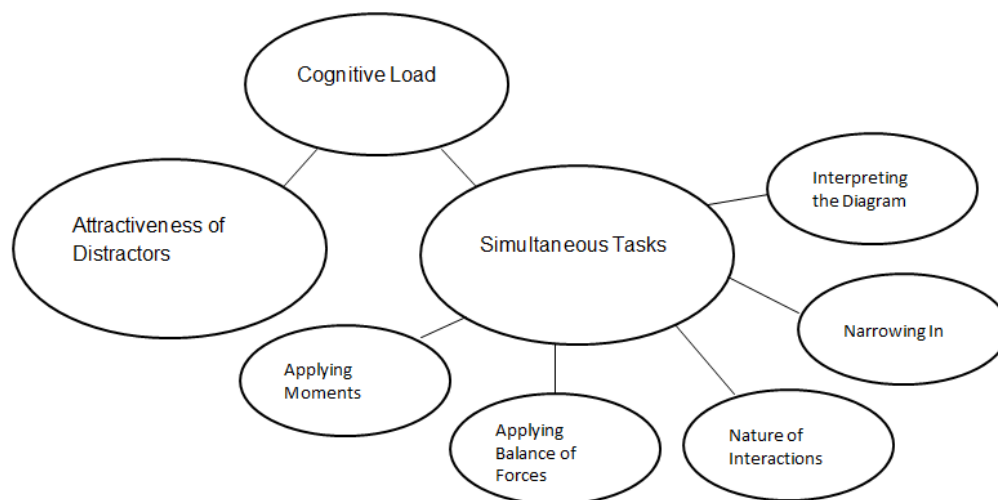 Cognitive Load
Attractiveness of
Distractors
Simultaneous Tasks
Interpreting
the Diagram
Narrowing In
Applying
Moments
Applying
Balance of
Forces
Nature of
Interactions